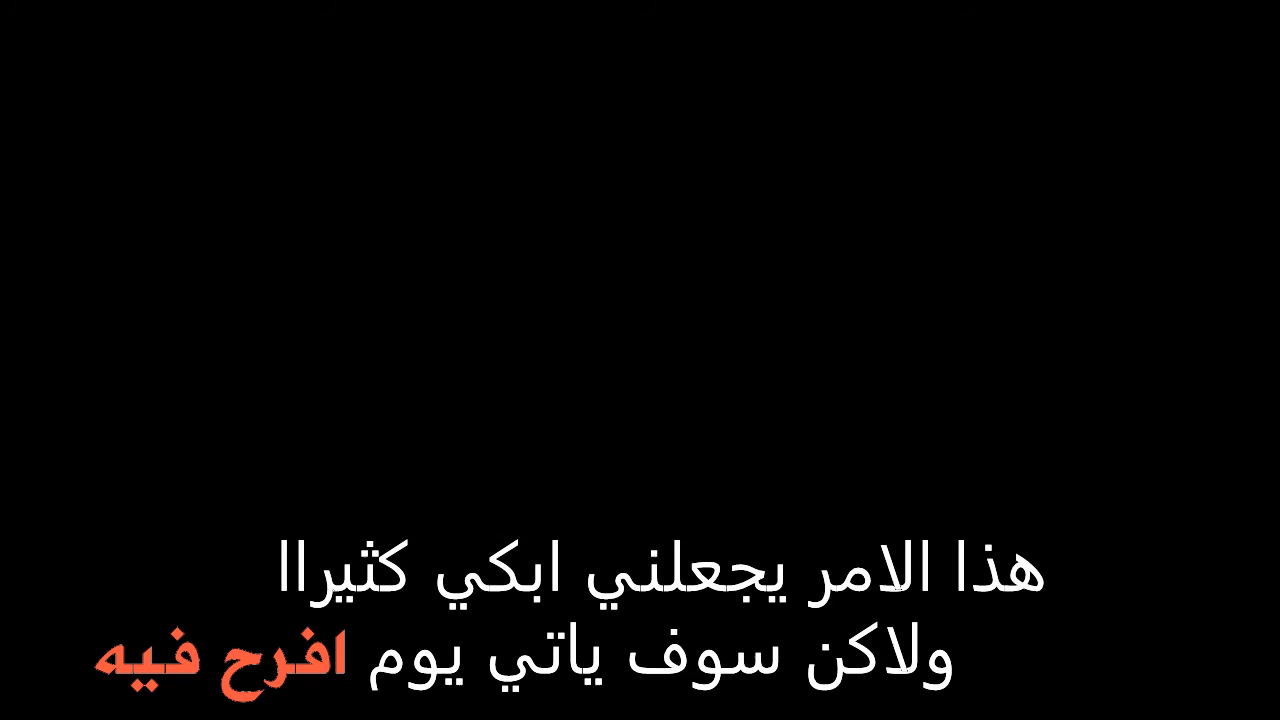 هذا الامر يجعلني ابكي كثيراا
ولاكن سوف ياتي يوم افرح فيه